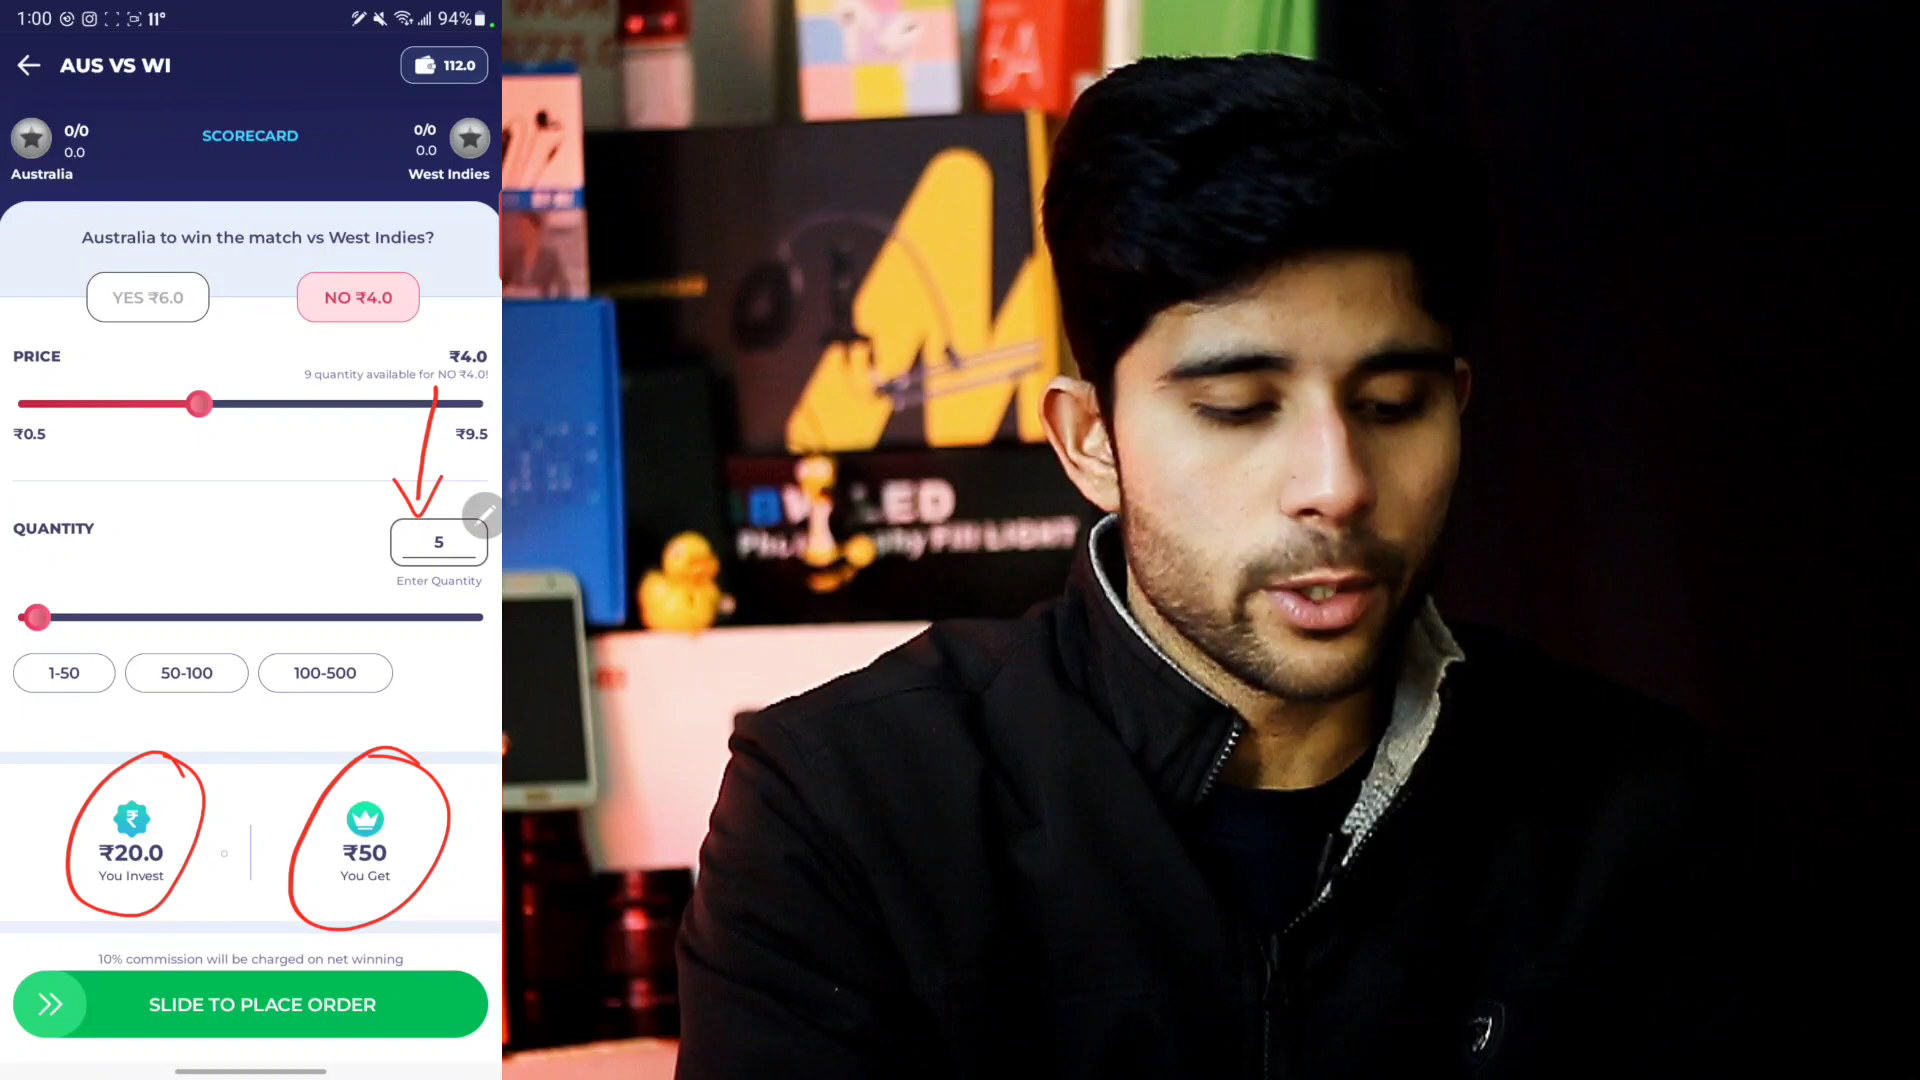 1:00 11° 94%
AUS VS WI 112.0
0/0 SCORECARD 0/0
0.0 0.0
Australia West Indies
Australia to win the match vs West Indies?
YES ₹6.0 NO ₹4.0
PRICE ₹4.0
9 quantity available for NO ₹4.0!
₹0.5 ₹9.5
QUANTITY
5
Enter Quantity
1-50 50-100 100-500
₹20.0 ₹50
You Invest You Get
10% commission will be charged on net winning
SLIDE TO PLACE ORDER
6A
LED
Fill LIGHT